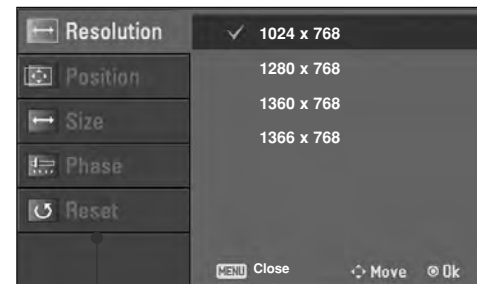 Resolution
Position
Size
Phase
Reset
✓ 1024 x 768
1280 x 768
1360 x 768
1366 x 768
MENU Close Move Ok